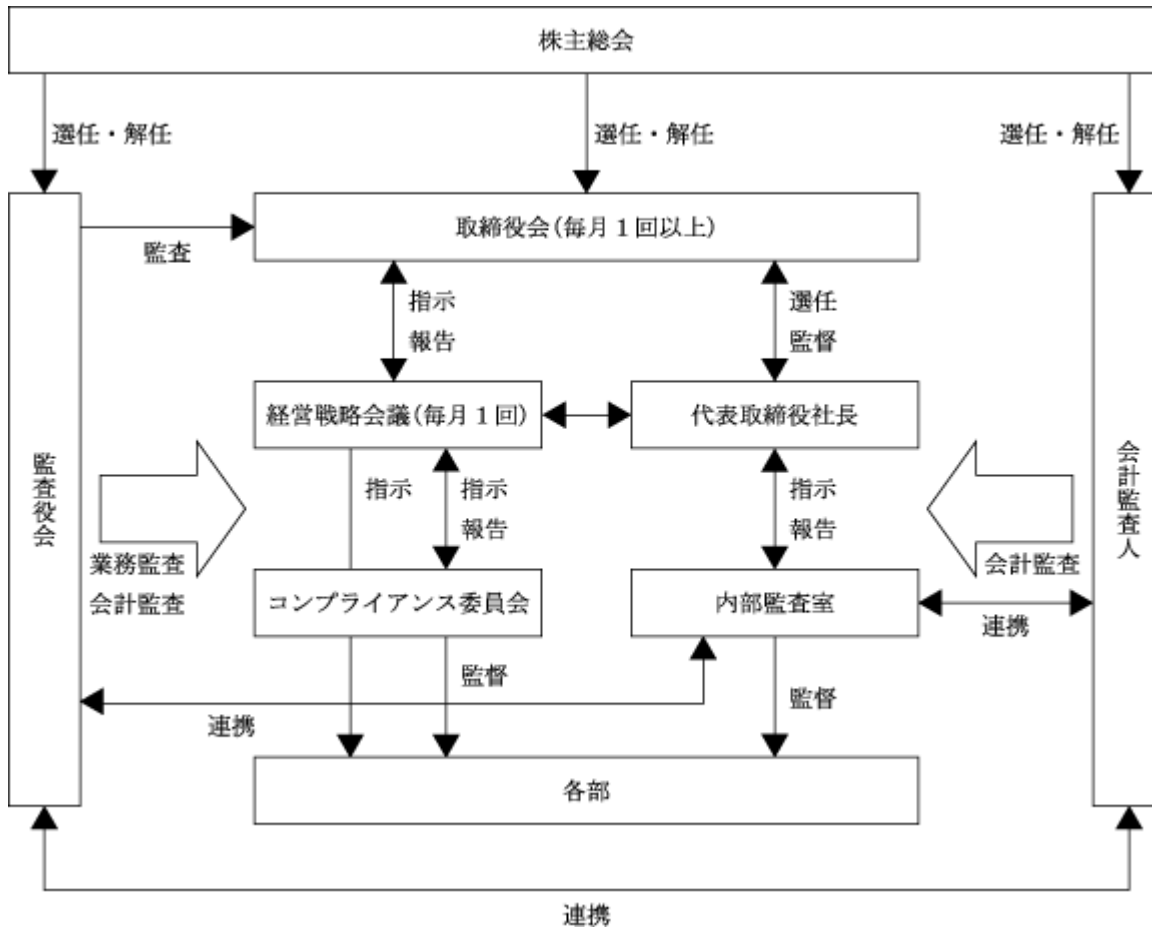 株主総会
選任・解任
選任・解任
選任・解任
取締役会(毎月1回以上)
監査
指示
報告
選任
監督
経営戦略会議(毎月1回)
代表取締役社長
監査役会
会計監査人
指示
指示
報告
指示
報告
業務監査
会計監査
会計監査
コンプライアンス委員会
内部監査室
連携
監督
監督
連携
各部
連携